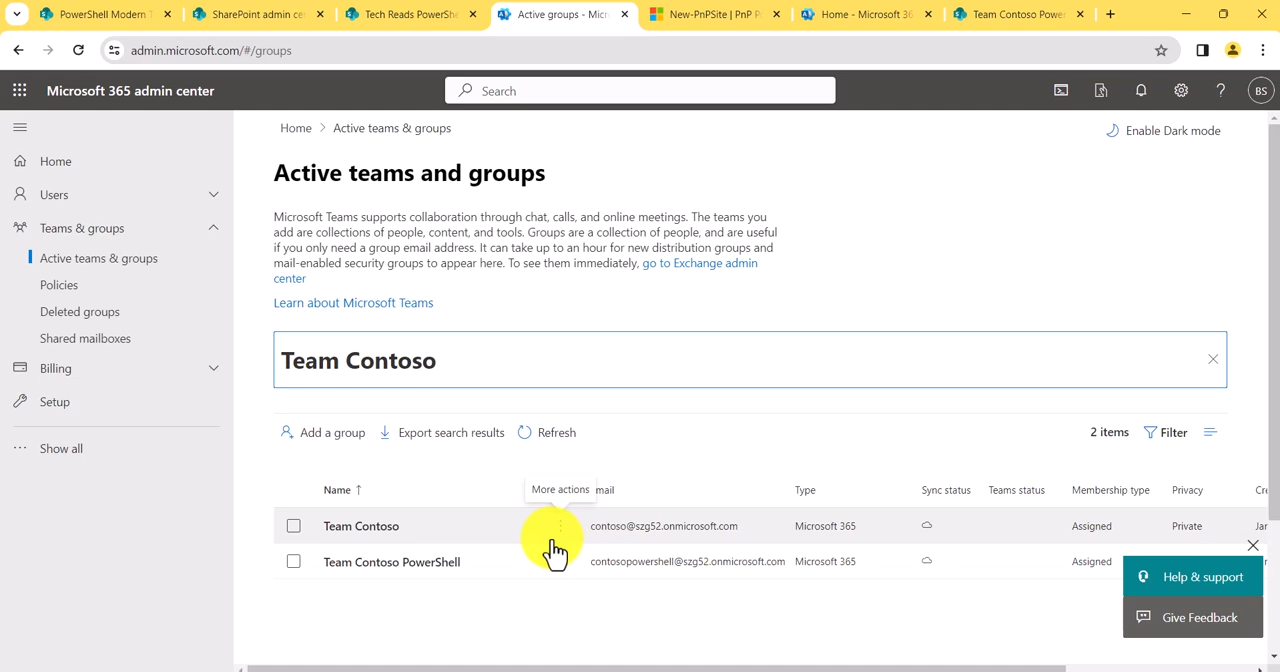 PowerShell Modern T
SharePoint admin ce
Tech Reads PowerShe
Active groups - Micr
New-PnPSite | PnP P
Home - Microsoft 36
Team Contoso Powe
admin.microsoft.com/#/groups
Microsoft 365 admin center
Search
BS
Home
Users
Teams & groups
Active teams & groups
Policies
Deleted groups
Shared mailboxes
Billing
Setup
Show all
Home > Active teams & groups
Enable Dark mode
Active teams and groups
Microsoft Teams supports collaboration through chat, calls, and online meetings. The teams you
add are collections of people, content, and tools. Groups are a collection of people, and are useful
if you only need a group email address. It can take up to an hour for new distribution groups and
mail-enabled security groups to appear here. To see them immediately, go to Exchange admin
center
Learn about Microsoft Teams
Team Contoso
Add a group
Export search results
Refresh
2 items
Filter
More actions
Name ↑
mail
Type
Sync status
Teams status
Membership type
Privacy
Cr
Team Contoso
contoso@szg52.onmicrosoft.com
Microsoft 365
Assigned
Private
Jar
Team Contoso PowerShell
contosopowershell@szg52.onmicrosoft.com
Microsoft 365
Assigned
Help & support
Give Feedback